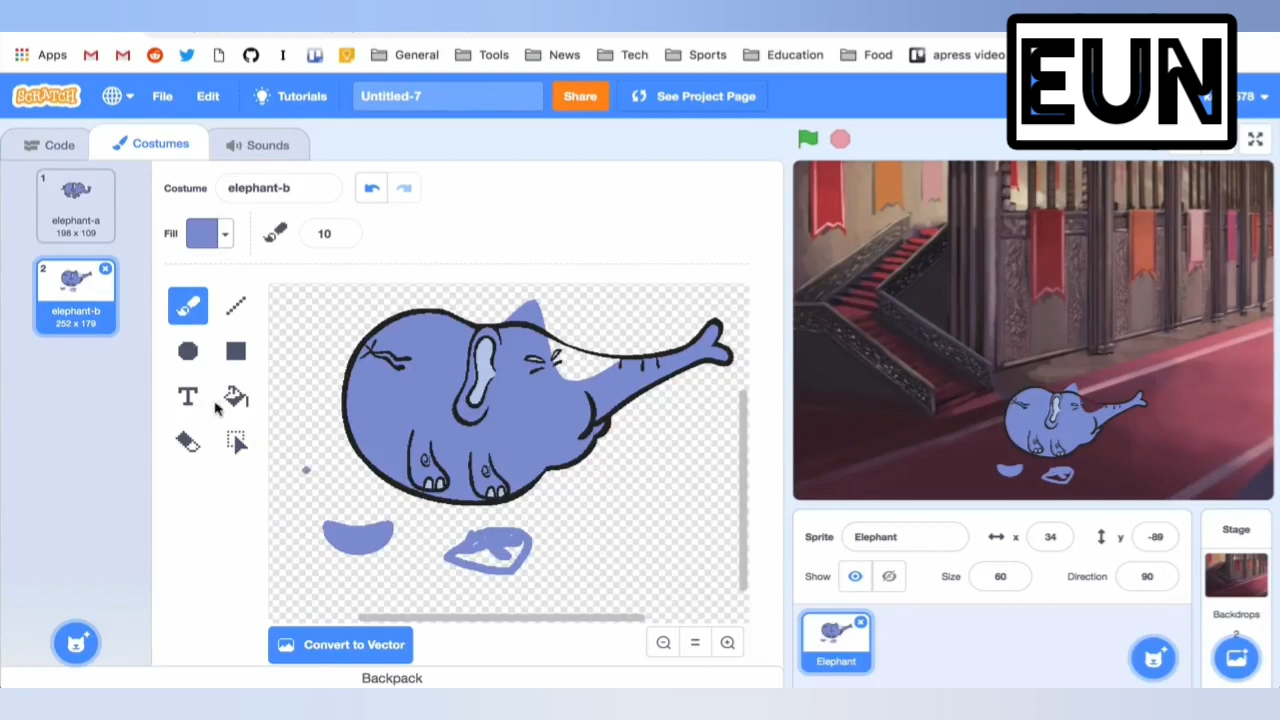 Apps M M I General Tools News Tech Sports Education Food apress video
EUN
SCRATCH File Edit Tutorials Untitled-7 Share See Project Page 678
Code Costumes Sounds
1
elephant-a
198 x 109
2
elephant-b
252 x 179
Costume elephant-b
Fill 10
T
Convert to Vector
Backpack
Sprite Elephant x 34 y -89
Show Size 60 Direction 90
Elephant
Stage
Backdrops
2